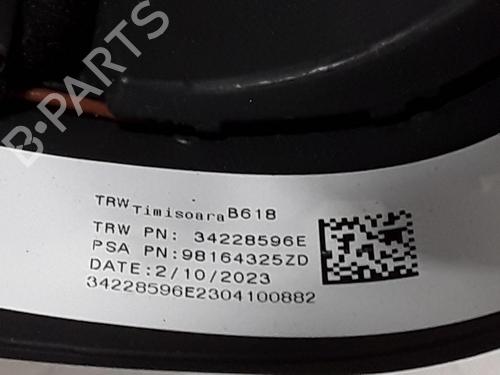 B-PARTS
TRW Timisoara B618
TRW PN: 34228596E
PSA PN:98164325ZD
DATE:2/10/2023
34228596E2304100882